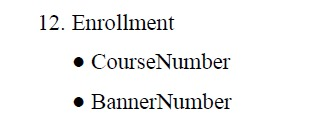 12. Enrollment
● CourseNumber
● BannerNumber